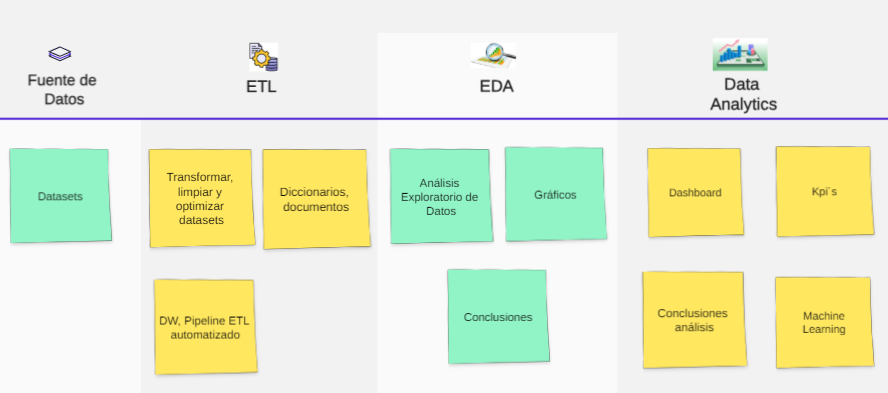 Fuente de
Datos
ETL
EDA
Data
Analytics
Datasets
Transformar,
limpiar y
optimizar
datasets
Diccionarios,
documentos
DW, Pipeline ETL
automatizado
Análisis
Exploratorio de
Datos
Gráficos
Conclusiones
Dashboard
Kpi´s
Conclusiones
análisis
Machine
Learning